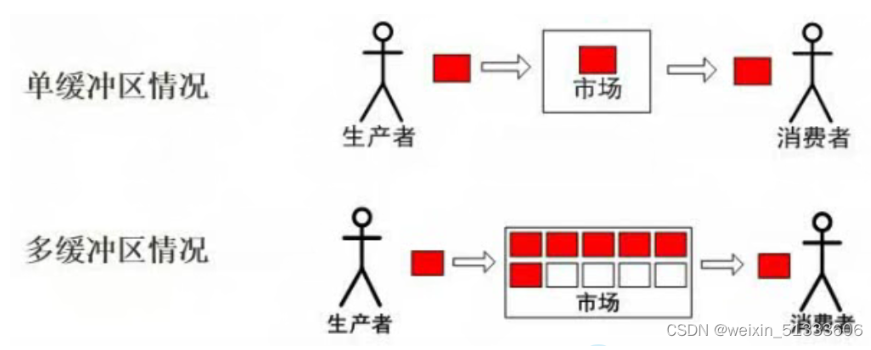 单缓冲区情况
市场
生产者
消费者
多缓冲区情况
市场
生产者
消费者
CSDN @weixin_51333606